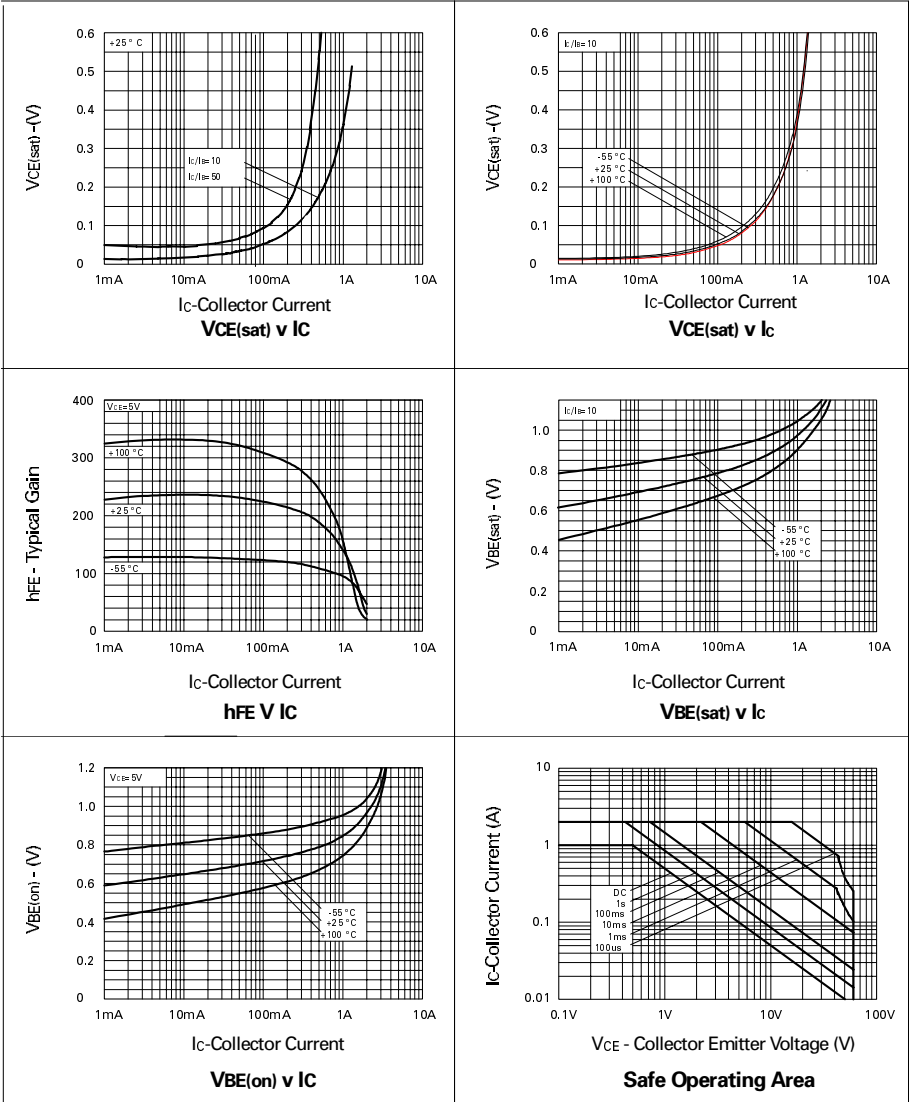 0.6
0.5
0.4
0.3
0.2
0.1
0
+25° C
IC/IB=10
IC/IB=50
VCE(sat) -(V)
1mA 10mA 100mA 1A 10A
IC-Collector Current
VCE(sat) v IC
0.6
0.5
0.4
0.3
0.2
0.1
0
IC/IB=10
-55 °C
+25 °C
+100 °C
VCE(sat) -(V)
1mA 10mA 100mA 1A 10A
IC-Collector Current
VCE(sat) v IC
400
300
200
100
0
VCE=5V
+100 °C
+25 °C
-55 °C
hFE - Typical Gain
1mA 10mA 100mA 1A 10A
IC-Collector Current
hFE V IC
1.0
0.8
0.6
0.4
0.2
0
IC/IB=10
-55 °C
+25 °C
+100 °C
VBE(sat) - (V)
1mA 10mA 100mA 1A 10A
IC-Collector Current
VBE(sat) v IC
1.2
1.0
0.8
0.6
0.4
0.2
0
VCE=5V
-55 °C
+25 °C
+100 °C
VBE(on) - (V)
1mA 10mA 100mA 1A 10A
IC-Collector Current
VBE(on) v IC
10
1
0.1
0.01
DC
1s
100ms
10ms
1ms
100us
IC-Collector Current (A)
0.1V 1V 10V 100V
VCE - Collector Emitter Voltage (V)
Safe Operating Area